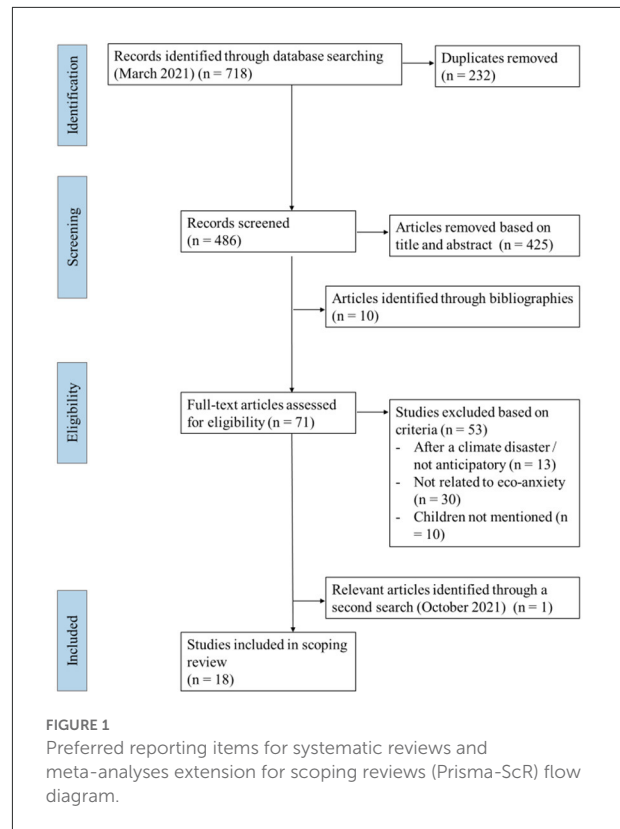 Identification
Records identified through database searching
(March 2021) (n = 718)
Duplicates removed
(n = 232)
Screening
Records screened
(n = 486)
Articles removed based on
title and abstract (n = 425)
Articles identified through bibliographies
(n = 10)
Eligibility
Full-text articles assessed
for eligibility (n = 71)
Studies excluded based on
criteria (n = 53)
- After a climate disaster /
not anticipatory (n = 13)
- Not related to eco-anxiety
(n = 30)
- Children not mentioned (n
= 10)
Included
Relevant articles identified through a
second search (October 2021) (n = 1)
Studies included in scoping
review
(n = 18)
FIGURE 1
Preferred reporting items for systematic reviews and
meta-analyses extension for scoping reviews (Prisma-ScR) flow
diagram.